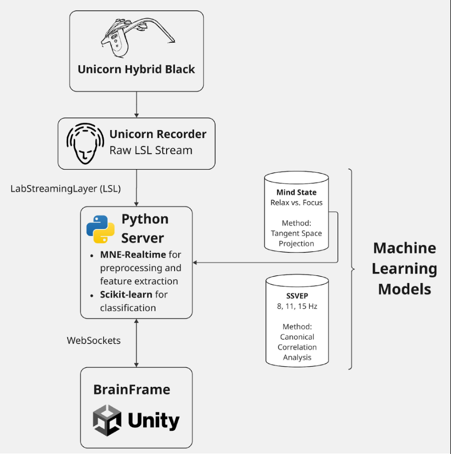 Unicorn Hybrid Black
Unicorn Recorder
Raw LSL Stream
LabStreamingLayer (LSL)
Python
Server
• MNE-Realtime for
preprocessing and
feature extraction
• Scikit-learn for
classification
WebSockets
BrainFrame
Unity
Mind State
Relax vs. Focus
Method:
Tangent Space
Projection
SSVEP
8, 11, 15 Hz
Method:
Canonical
Correlation
Analysis
Machine
Learning
Models